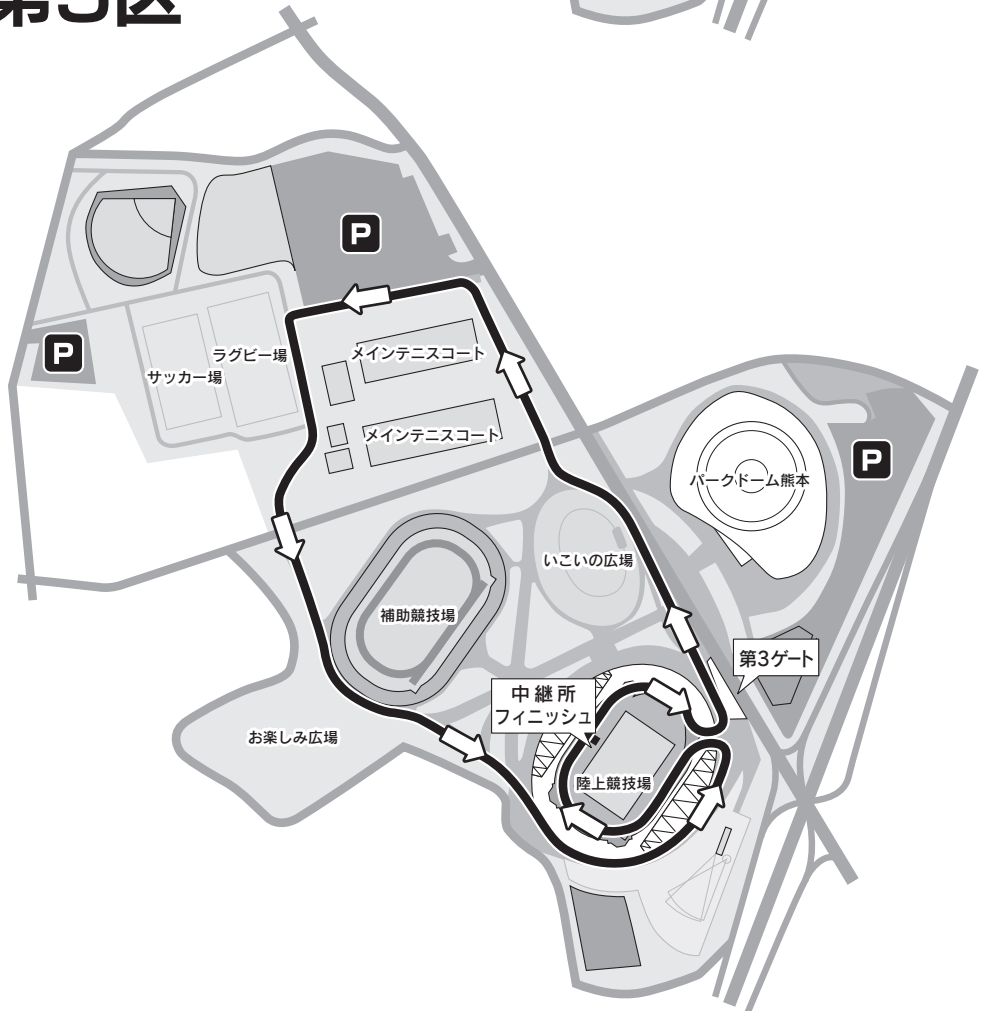 P
メインテニスコート
ラグビー場
P
サッカー場
メインテニスコート
P
パークドーム熊本
いこいの広場
補助競技場
第3ゲート
中継所
フィニッシュ
お楽しみ広場
陸上競技場